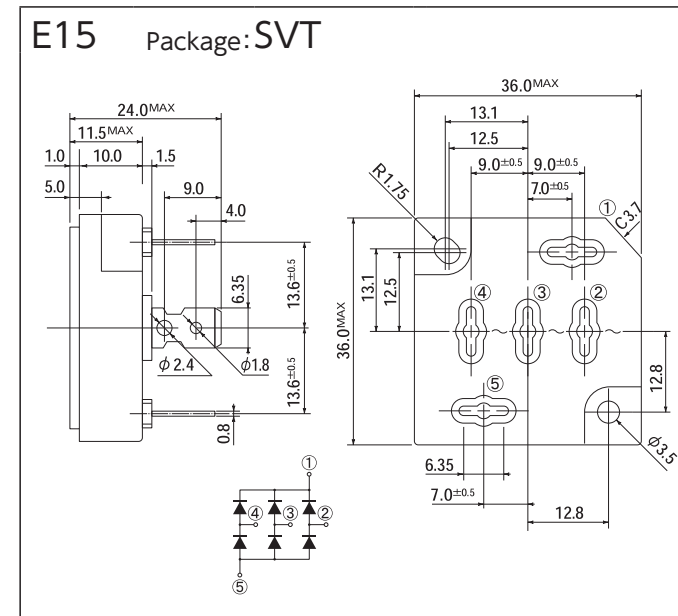 E15 Package:SVT
24.0MAX
11.5MAX
1.0 10.0 1.5
5.0 9.0
4.0
6.35
13.6±0.5
13.6±0.5
φ2.4 φ1.8
0.8
36.0MAX
13.1
12.5
9.0±0.5 9.0±0.5
7.0±0.5
R1.75
① C3.7
13.1
12.5
36.0MAX
④ ③ ②
~ ~ ~
⑤
12.8
φ3.5
6.35
7.0±0.5
12.8
①
④ ③ ②
⑤